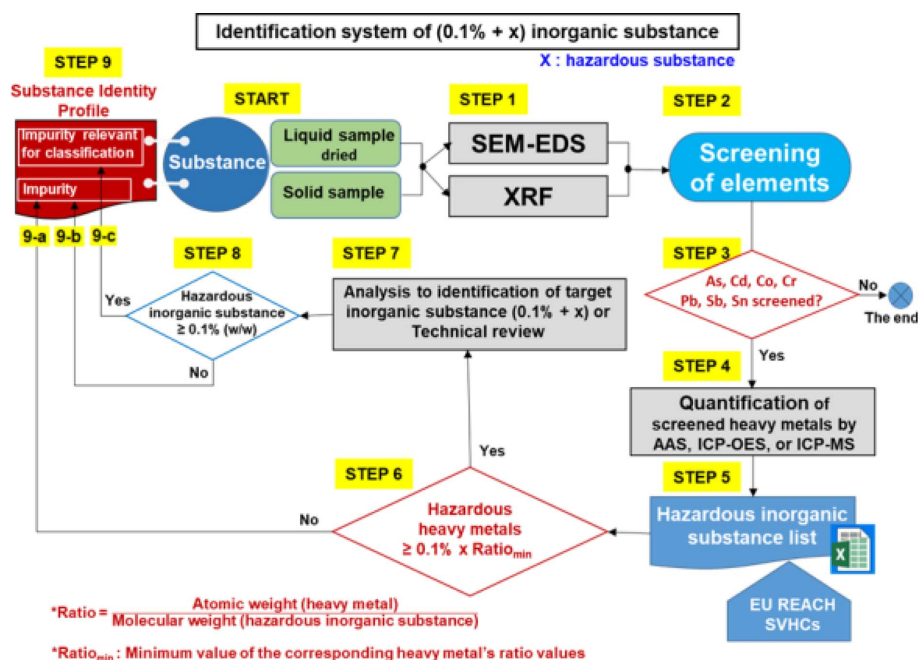 Identification system of (0.1% + x) inorganic substance
X : hazardous substance
STEP 9
Substance Identity
Profile
Impurity relevant
for classification
Impurity
START
Substance
Liquid sample
dried
Solid sample
STEP 1
SEM-EDS
XRF
STEP 2
Screening
of elements
STEP 3
As, Cd, Co, Cr
Pb, Sb, Sn screened?
No
The end
Yes
STEP 4
Quantification of
screened heavy metals by
AAS, ICP-OES, or ICP-MS
STEP 5
Hazardous inorganic
substance list
X
EU REACH
SVHCs
STEP 6
Hazardous
heavy metals
≥ 0.1% x Ratiomin
No
Yes
STEP 7
Analysis to identification of target
inorganic substance (0.1% + x) or
Technical review
STEP 8
Hazardous
inorganic substance
≥ 0.1% (w/w)
Yes
No
9-a
9-b
9-c
*Ratio = Atomic weight (heavy metal)
Molecular weight (hazardous inorganic substance)
*Ratiomin : Minimum value of the corresponding heavy metal's ratio values